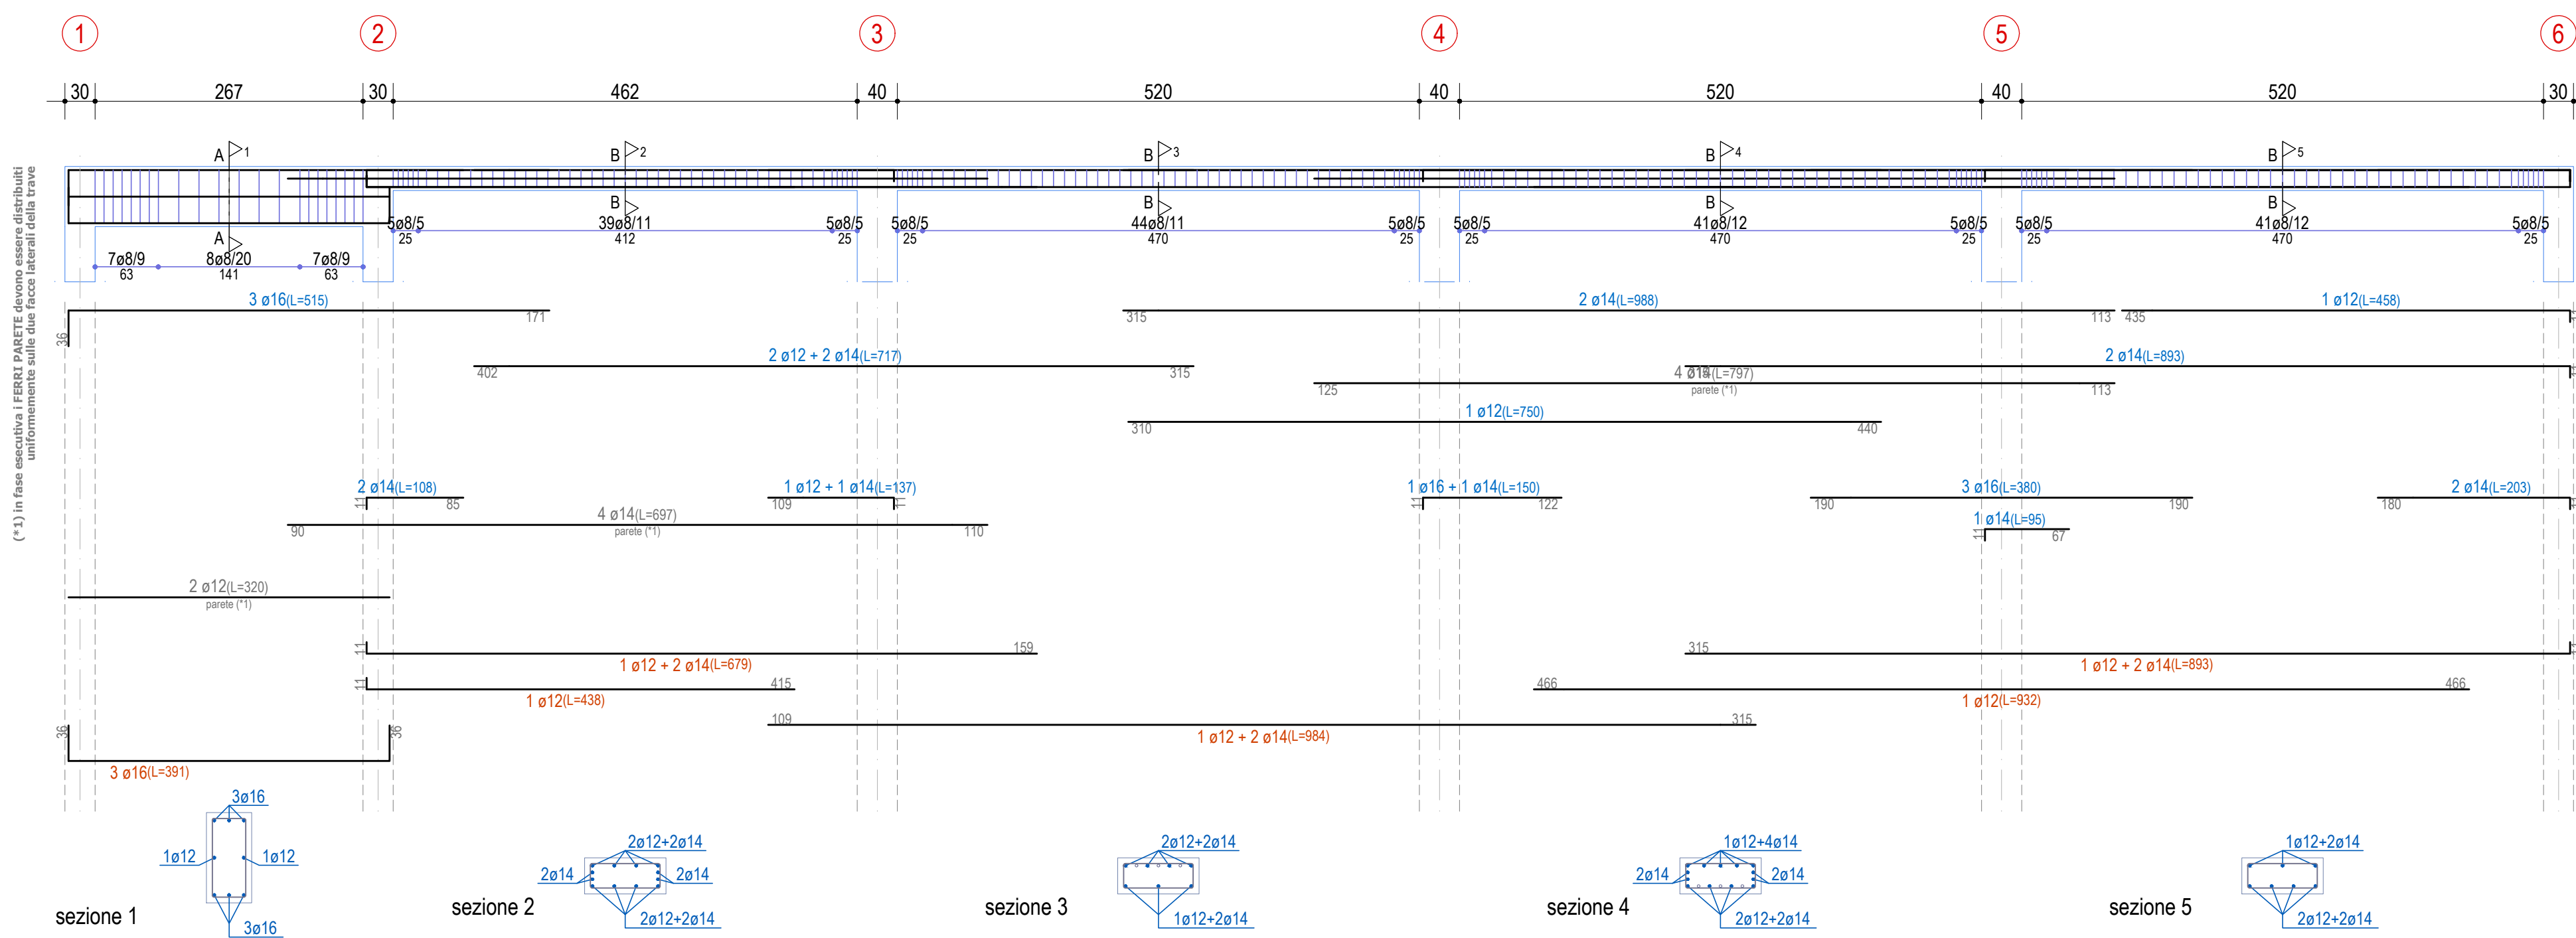 1 2 3 4 5 6
30 267 30 462 40 520 40 520 40 520 30
(*1) in fase esecutiva i FERRI PARETE devono essere distribuiti
uniformemente sulle due facce laterali della trave
A 1 B 2 B 3 B 4 B 5
A B B B B
5ø8/5 39ø8/11 5ø8/5 5ø8/5 44ø8/11 5ø8/5 5ø8/5 41ø8/12 5ø8/5 5ø8/5 41ø8/12 5ø8/5
25 412 25 25 470 25 25 470 25 25 470 25
7ø8/9 8ø8/20 7ø8/9
63 141 63
3 ø16(L=515) 2 ø14(L=988) 1 ø12(L=458)
36 171 315 113 435
2 ø12 + 2 ø14(L=717) 2 ø14(L=893)
402 315
4 ø14(L=797)
125 parete (*1) 113
1 ø12(L=750)
310 440
2 ø14(L=108) 1 ø12 + 1 ø14(L=137) 1 ø16 + 1 ø14(L=150) 3 ø16(L=380) 2 ø14(L=203)
11 85 109 11 11 122 190 190 180
4 ø14(L=697) 1 ø14(L=95)
90 parete (*1) 110 11 67
2 ø12(L=320)
parete (*1)
11 159 315
1 ø12 + 2 ø14(L=679) 1 ø12 + 2 ø14(L=893)
11 415 466 466
1 ø12(L=438) 1 ø12(L=932)
109 315
1 ø12 + 2 ø14(L=984)
36 36
3 ø16(L=391)
3ø16
1ø12 1ø12
3ø16
sezione 1
2ø12+2ø14
2ø14 2ø14
2ø12+2ø14
sezione 2
2ø12+2ø14
1ø12+2ø14
sezione 3
1ø12+4ø14
2ø14 2ø14
2ø12+2ø14
sezione 4
1ø12+2ø14
2ø12+2ø14
sezione 5